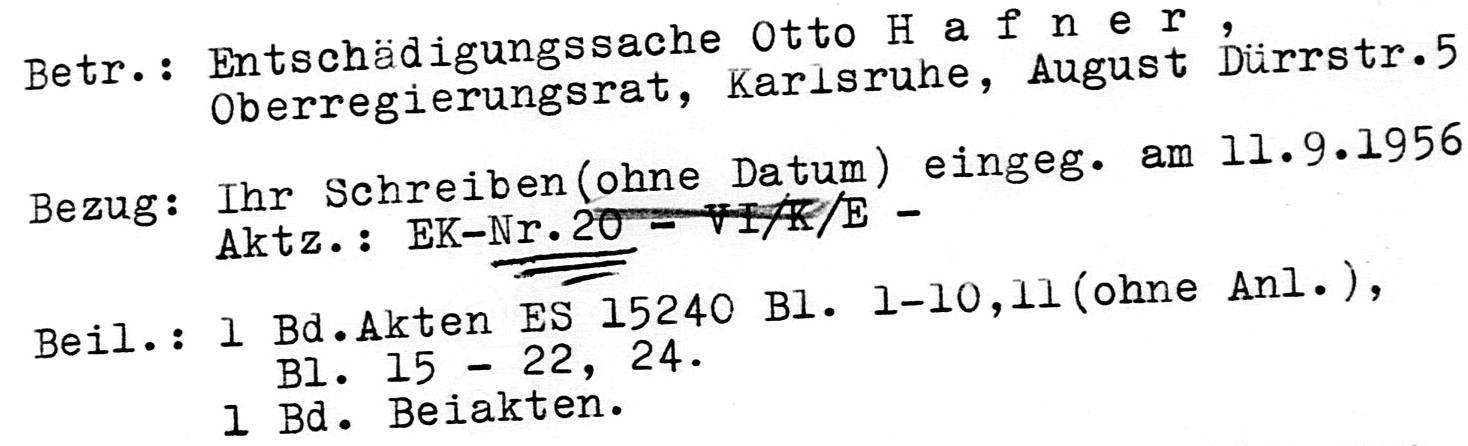 Betr.: Entschädigungssache Otto H a f n e r ,
Oberregierungsrat, Karlsruhe, August Dürrstr.5
Bezug: Ihr Schreiben(ohne Datum) eingeg. am 11.9.1956
Aktz.: EK-Nr.20 - VI/K/E -
Beil.: 1 Bd.Akten ES 15240 Bl. 1-10,11(ohne Anl.),
Bl. 15 - 22, 24.
1 Bd. Beiakten.